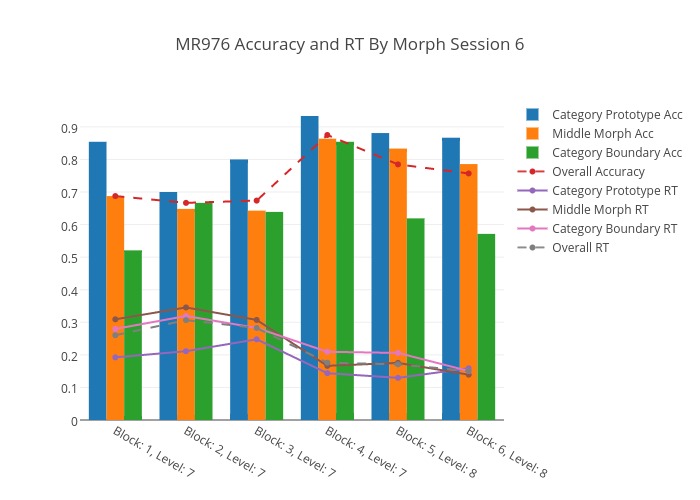 MR976 Accuracy and RT By Morph Session 6
0.9
0.8
0.7
0.6
0.5
0.4
0.3
0.2
0.1
0
Block: 1, Level: 7
Block: 2, Level: 7
Block: 3, Level: 7
Block: 4, Level: 7
Block: 5, Level: 8
Block: 6, Level: 8
Category Prototype Acc
Middle Morph Acc
Category Boundary Acc
Overall Accuracy
Category Prototype RT
Middle Morph RT
Category Boundary RT
Overall RT